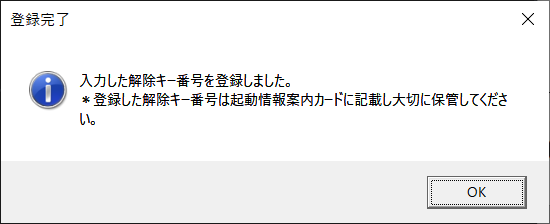 登録完了
入力した解除キー番号を登録しました。
＊登録した解除キー番号は起動情報案内カードに記載し大切に保管してくださ
い。
OK